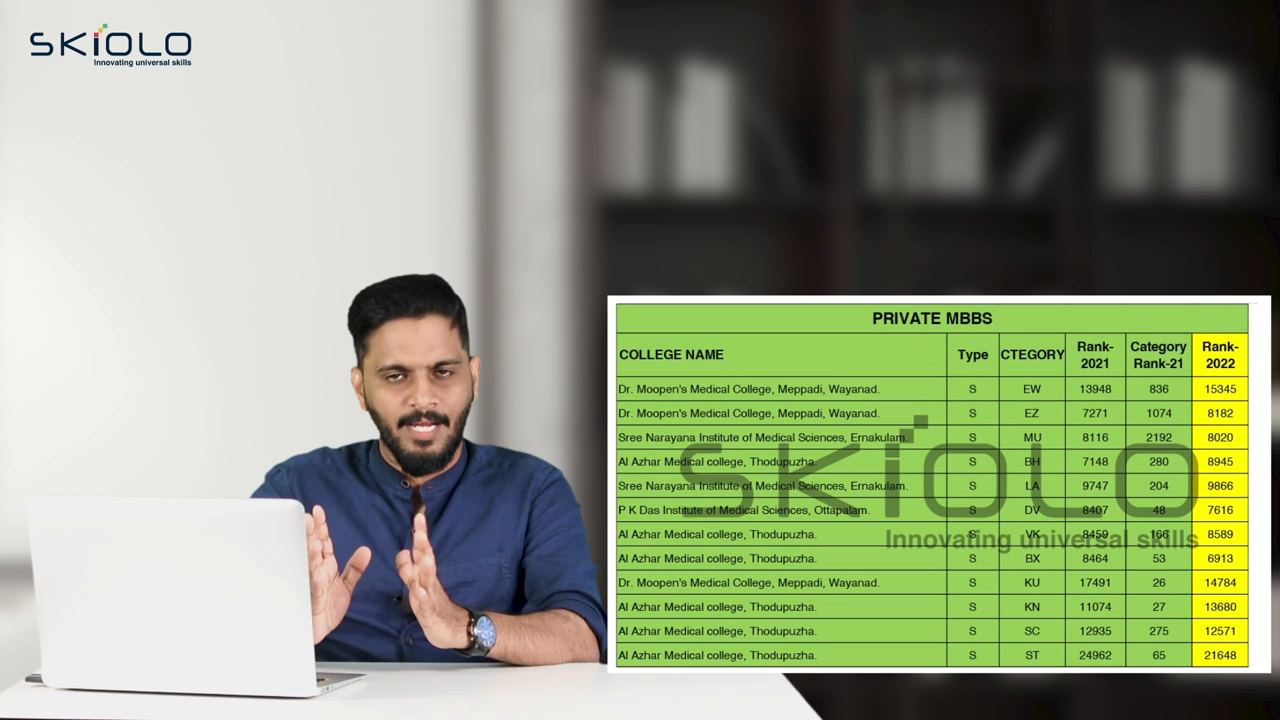 SKIOLO
Innovating universal skills
PRIVATE MBBS
COLLEGE NAME Type CTEGORY Rank-2021 Category Rank-21 Rank-2022
Dr. Moopen's Medical College, Meppadi, Wayanad. S EW 13948 836 15345
Dr. Moopen's Medical College, Meppadi, Wayanad. S EZ 7271 1074 8182
Sree Narayana Institute of Medical Sciences, Ernakulam. S MU 8116 2192 8020
Al Azhar Medical college, Thodupuzha. S BH 7148 280 8945
Sree Narayana Institute of Medical Sciences, Ernakulam. S LA 9747 204 9866
P K Das Institute of Medical Sciences, Ottapalam. S DV 8407 48 7616
Al Azhar Medical college, Thodupuzha. S VK 8459 166 8589
Al Azhar Medical college, Thodupuzha. S BX 8464 53 6913
Dr. Moopen's Medical College, Meppadi, Wayanad. S KU 17491 26 14784
Al Azhar Medical college, Thodupuzha. S KN 11074 27 13680
Al Azhar Medical college, Thodupuzha. S SC 12935 275 12571
Al Azhar Medical college, Thodupuzha. S ST 24962 65 21648
SKIOLO
Innovating universal skills